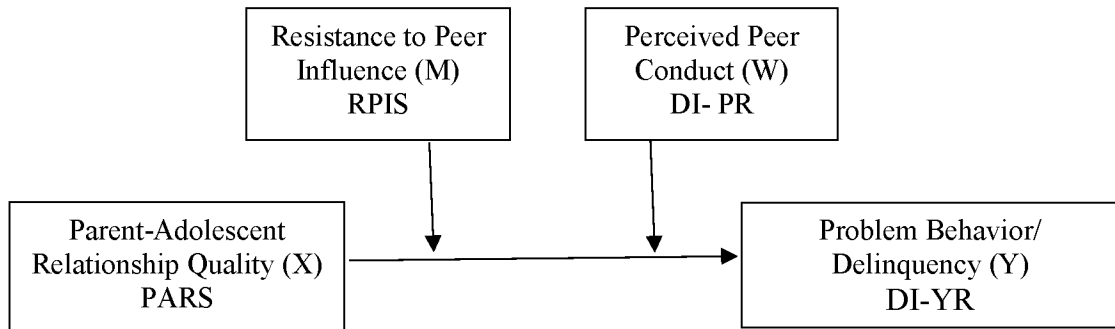 Resistance to Peer
Influence (M)
RPIS
Perceived Peer
Conduct (W)
DI- PR
Parent-Adolescent
Relationship Quality (X)
PARS
Problem Behavior/
Delinquency (Y)
DI-YR